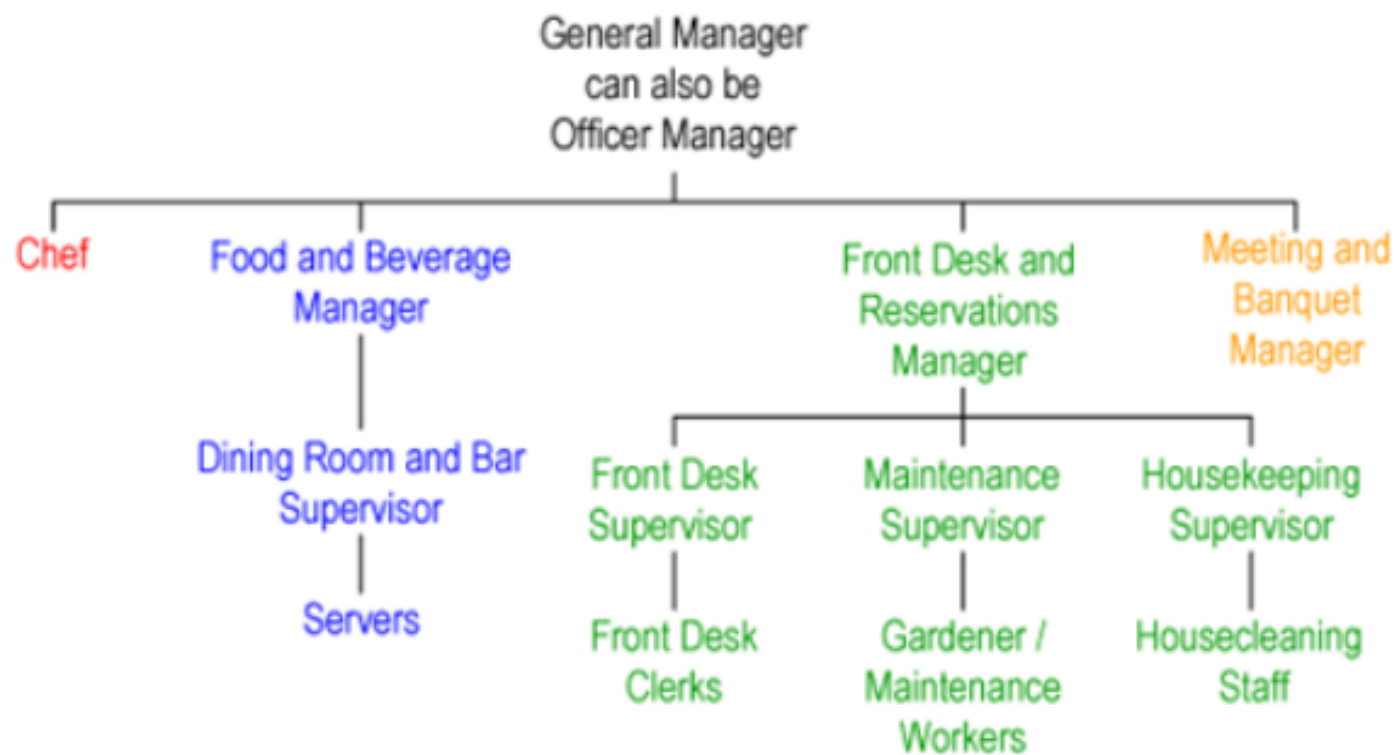 General Manager
can also be
Officer Manager
Chef
Food and Beverage
Manager
Front Desk and
Reservations
Manager
Meeting and
Banquet
Manager
Dining Room and Bar
Supervisor
Servers
Front Desk
Supervisor
Maintenance
Supervisor
Housekeeping
Supervisor
Front Desk
Clerks
Gardener /
Maintenance
Workers
Housecleaning
Staff